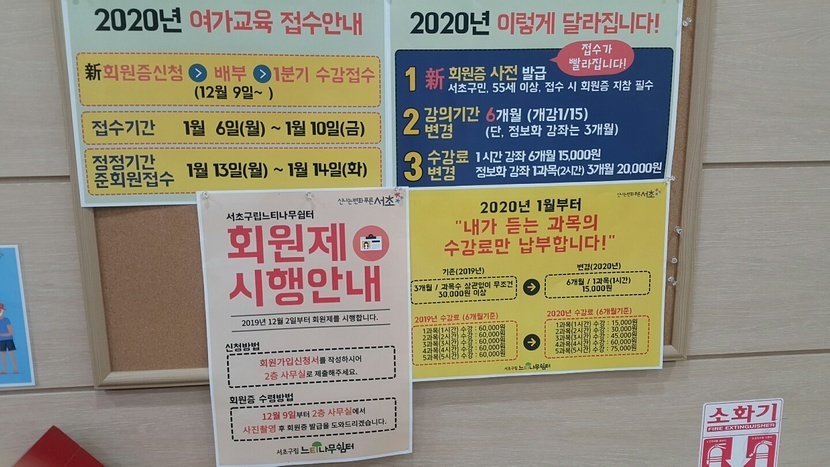 2020년 여가교육 접수안내
新 회원증신청 > 배부 > 1분기 수강접수
(12월 9일~ )
접수기간 1월 6일(월) ~ 1월 10(금)
정정기간
준회원접수 1월 13일(월) ~ 1월 14(화)
2020년 이렇게 달라집니다!
접수가
빨라집니다!
1 新 회원증 사전 발급
서초구민, 55세 이상, 접수 시 회원증 지참 필수
2 강의기간
변경
6개월 (개강1/15)
(단, 정보화 강좌는 3개월)
3 수강료
변경
1시간 강좌 6개월 15,000원
정보화 강좌 1과목(2시간) 3개월 20,000원
서초
서초구립느티나무쉼터
회원제
시행안내
2019년 12월 2일부터 회원제를 시행합니다.
신청방법
회원가입신청서를 작성하시어
2층 사무실로 제출해주세요.
회원증 수령방법
12월 9일부터 2층 사무실에서
사진촬영 후 회원증 발급을 도와드리겠습니다.
서초구립 느티나무쉼터
서초
2020년 1월부터
"내가 듣는 과목의
수강료만 납부합니다!"
기존(2019년)
3개월 / 과목수 상관없이 무조건
30,000원 이상
변경(2020년)
6개월 / 1과목(1시간)
15,000원
2019년 수강료 (6개월기준)
1과목(1시간) 수강 : 60,000원
2과목(2시간) 수강 : 60,000원
3과목(3시간) 수강 : 60,000원
4과목(4시간) 수강 : 60,000원
5과목(5시간) 수강 : 60,000원
2020년 수강료 (6개월기준)
1과목(1시간) 수강 : 15,000원
2과목(2시간) 수강 : 30,000원
3과목(3시간) 수강 : 45,000원
4과목(4시간) 수강 : 60,000원
5과목(5시간) 수강 : 75,000원
서초구립 느티나무쉼터
소화기
FIRE EXTINGUISHER